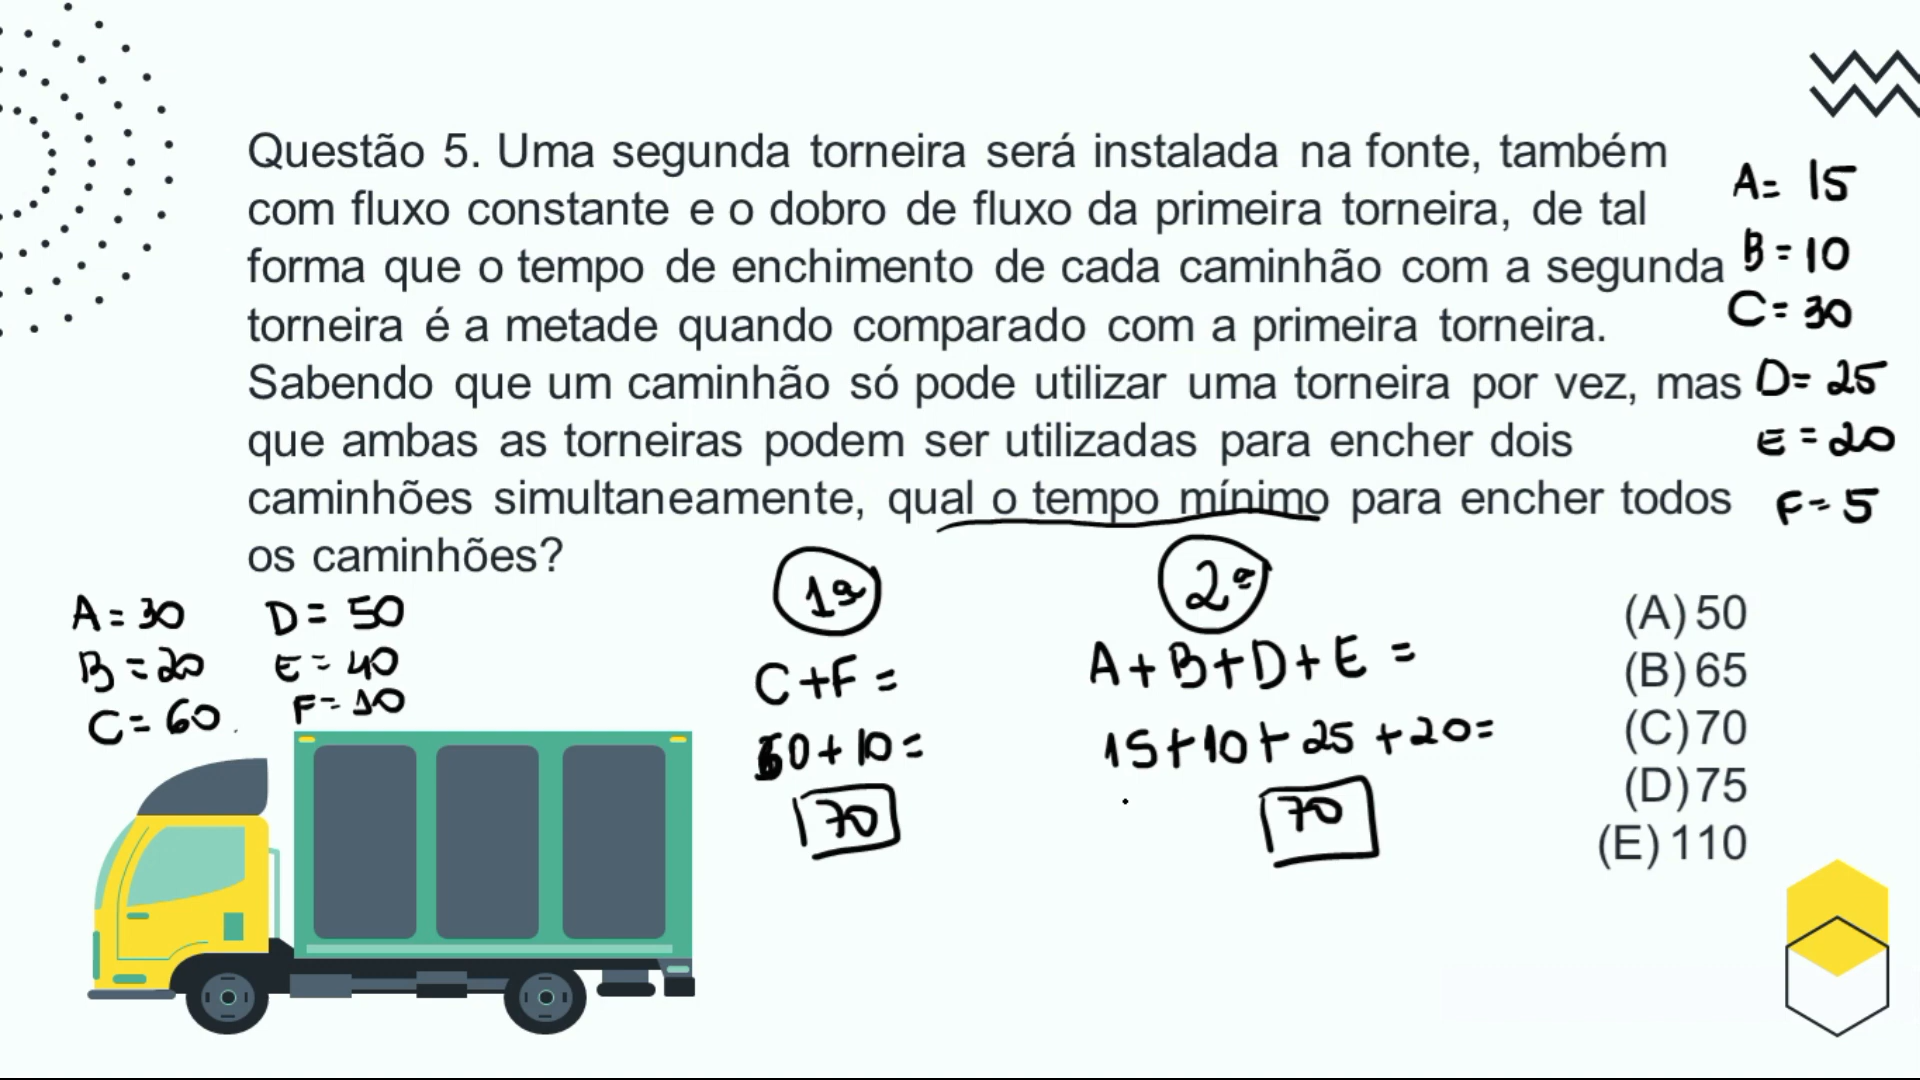 Questão 5. Uma segunda torneira será instalada na fonte, também
com fluxo constante e o dobro de fluxo da primeira torneira, de tal
forma que o tempo de enchimento de cada caminhão com a segunda
torneira é a metade quando comparado com a primeira torneira.
Sabendo que um caminhão só pode utilizar uma torneira por vez, mas
que ambas as torneiras podem ser utilizadas para encher dois
caminhões simultaneamente, qual o tempo mínimo para encher todos
os caminhões?
A= 15
B=10
C=30
D=25
E=20
F=5
A=30
B=20
C=60
D=50
E=40
F=10
1ª
C+F=
60+10=
70
2ª
A+B+D+E=
15+10+25+20=
70
(A) 50
(B) 65
(C) 70
(D) 75
(E) 110